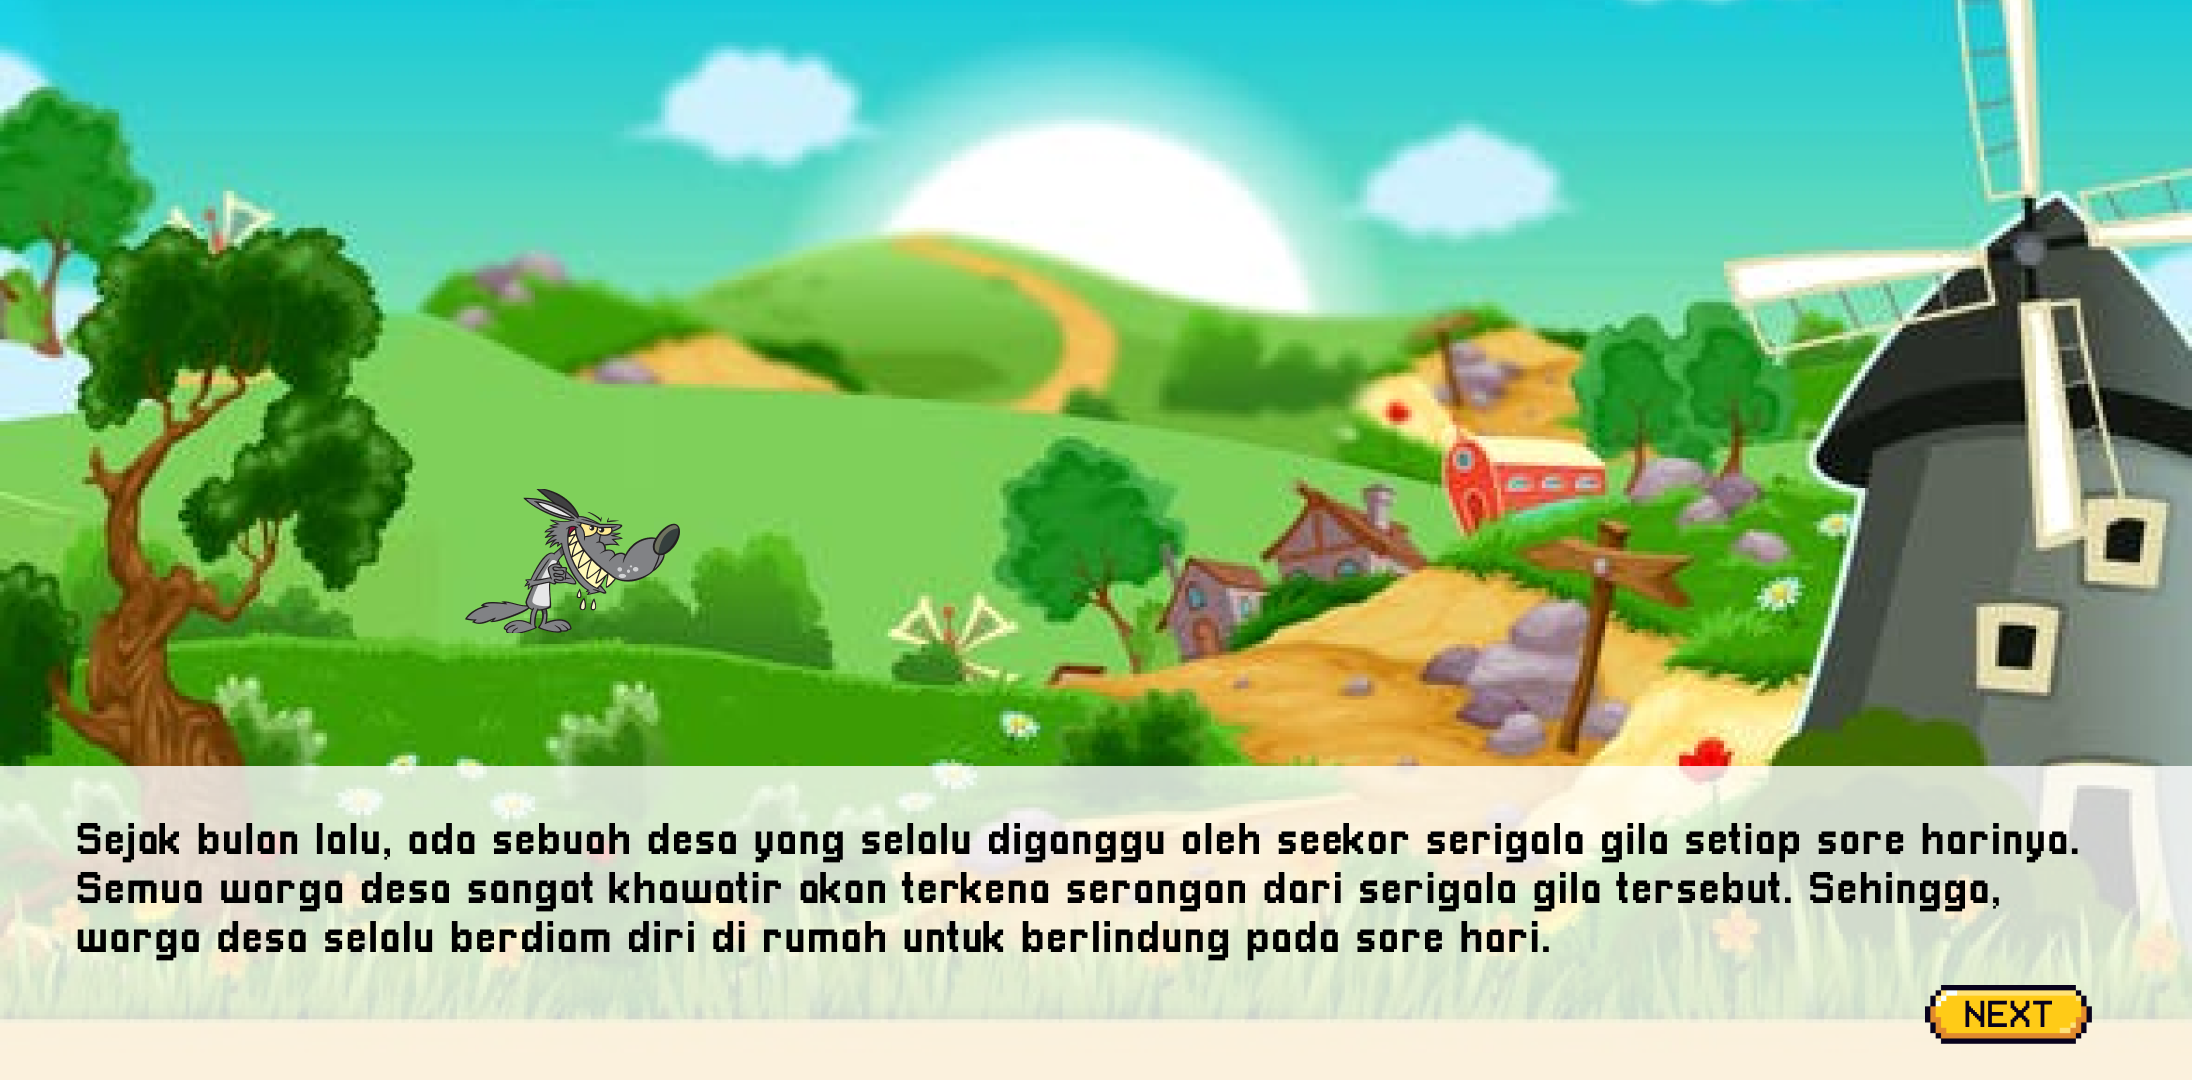 Sejak bulan lalu, ada sebuah desa yang selalu diganggu oleh seekor serigala gila setiap sore harinya.
Semua warga desa sangat khawatir akan terkena serangan dari serigala gila tersebut. Sehingga,
warga desa selalu berdiam diri di rumah untuk berlindung pada sore hari.
NEXT